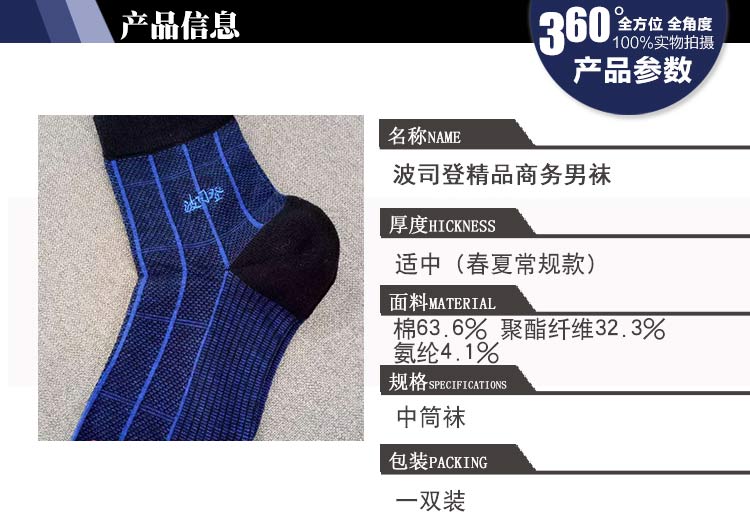 产品信息
360°全方位 全角度
100%实物拍摄
产品参数
波司登
名称NAME
波司登精品商务男袜
厚度HICKNESS
适中（春夏常规款）
面料MATERIAL
棉63.6% 聚酯纤维32.3%
氨纶4.1%
规格SPECIFICATIONS
中筒袜
包装PACKING
一双装